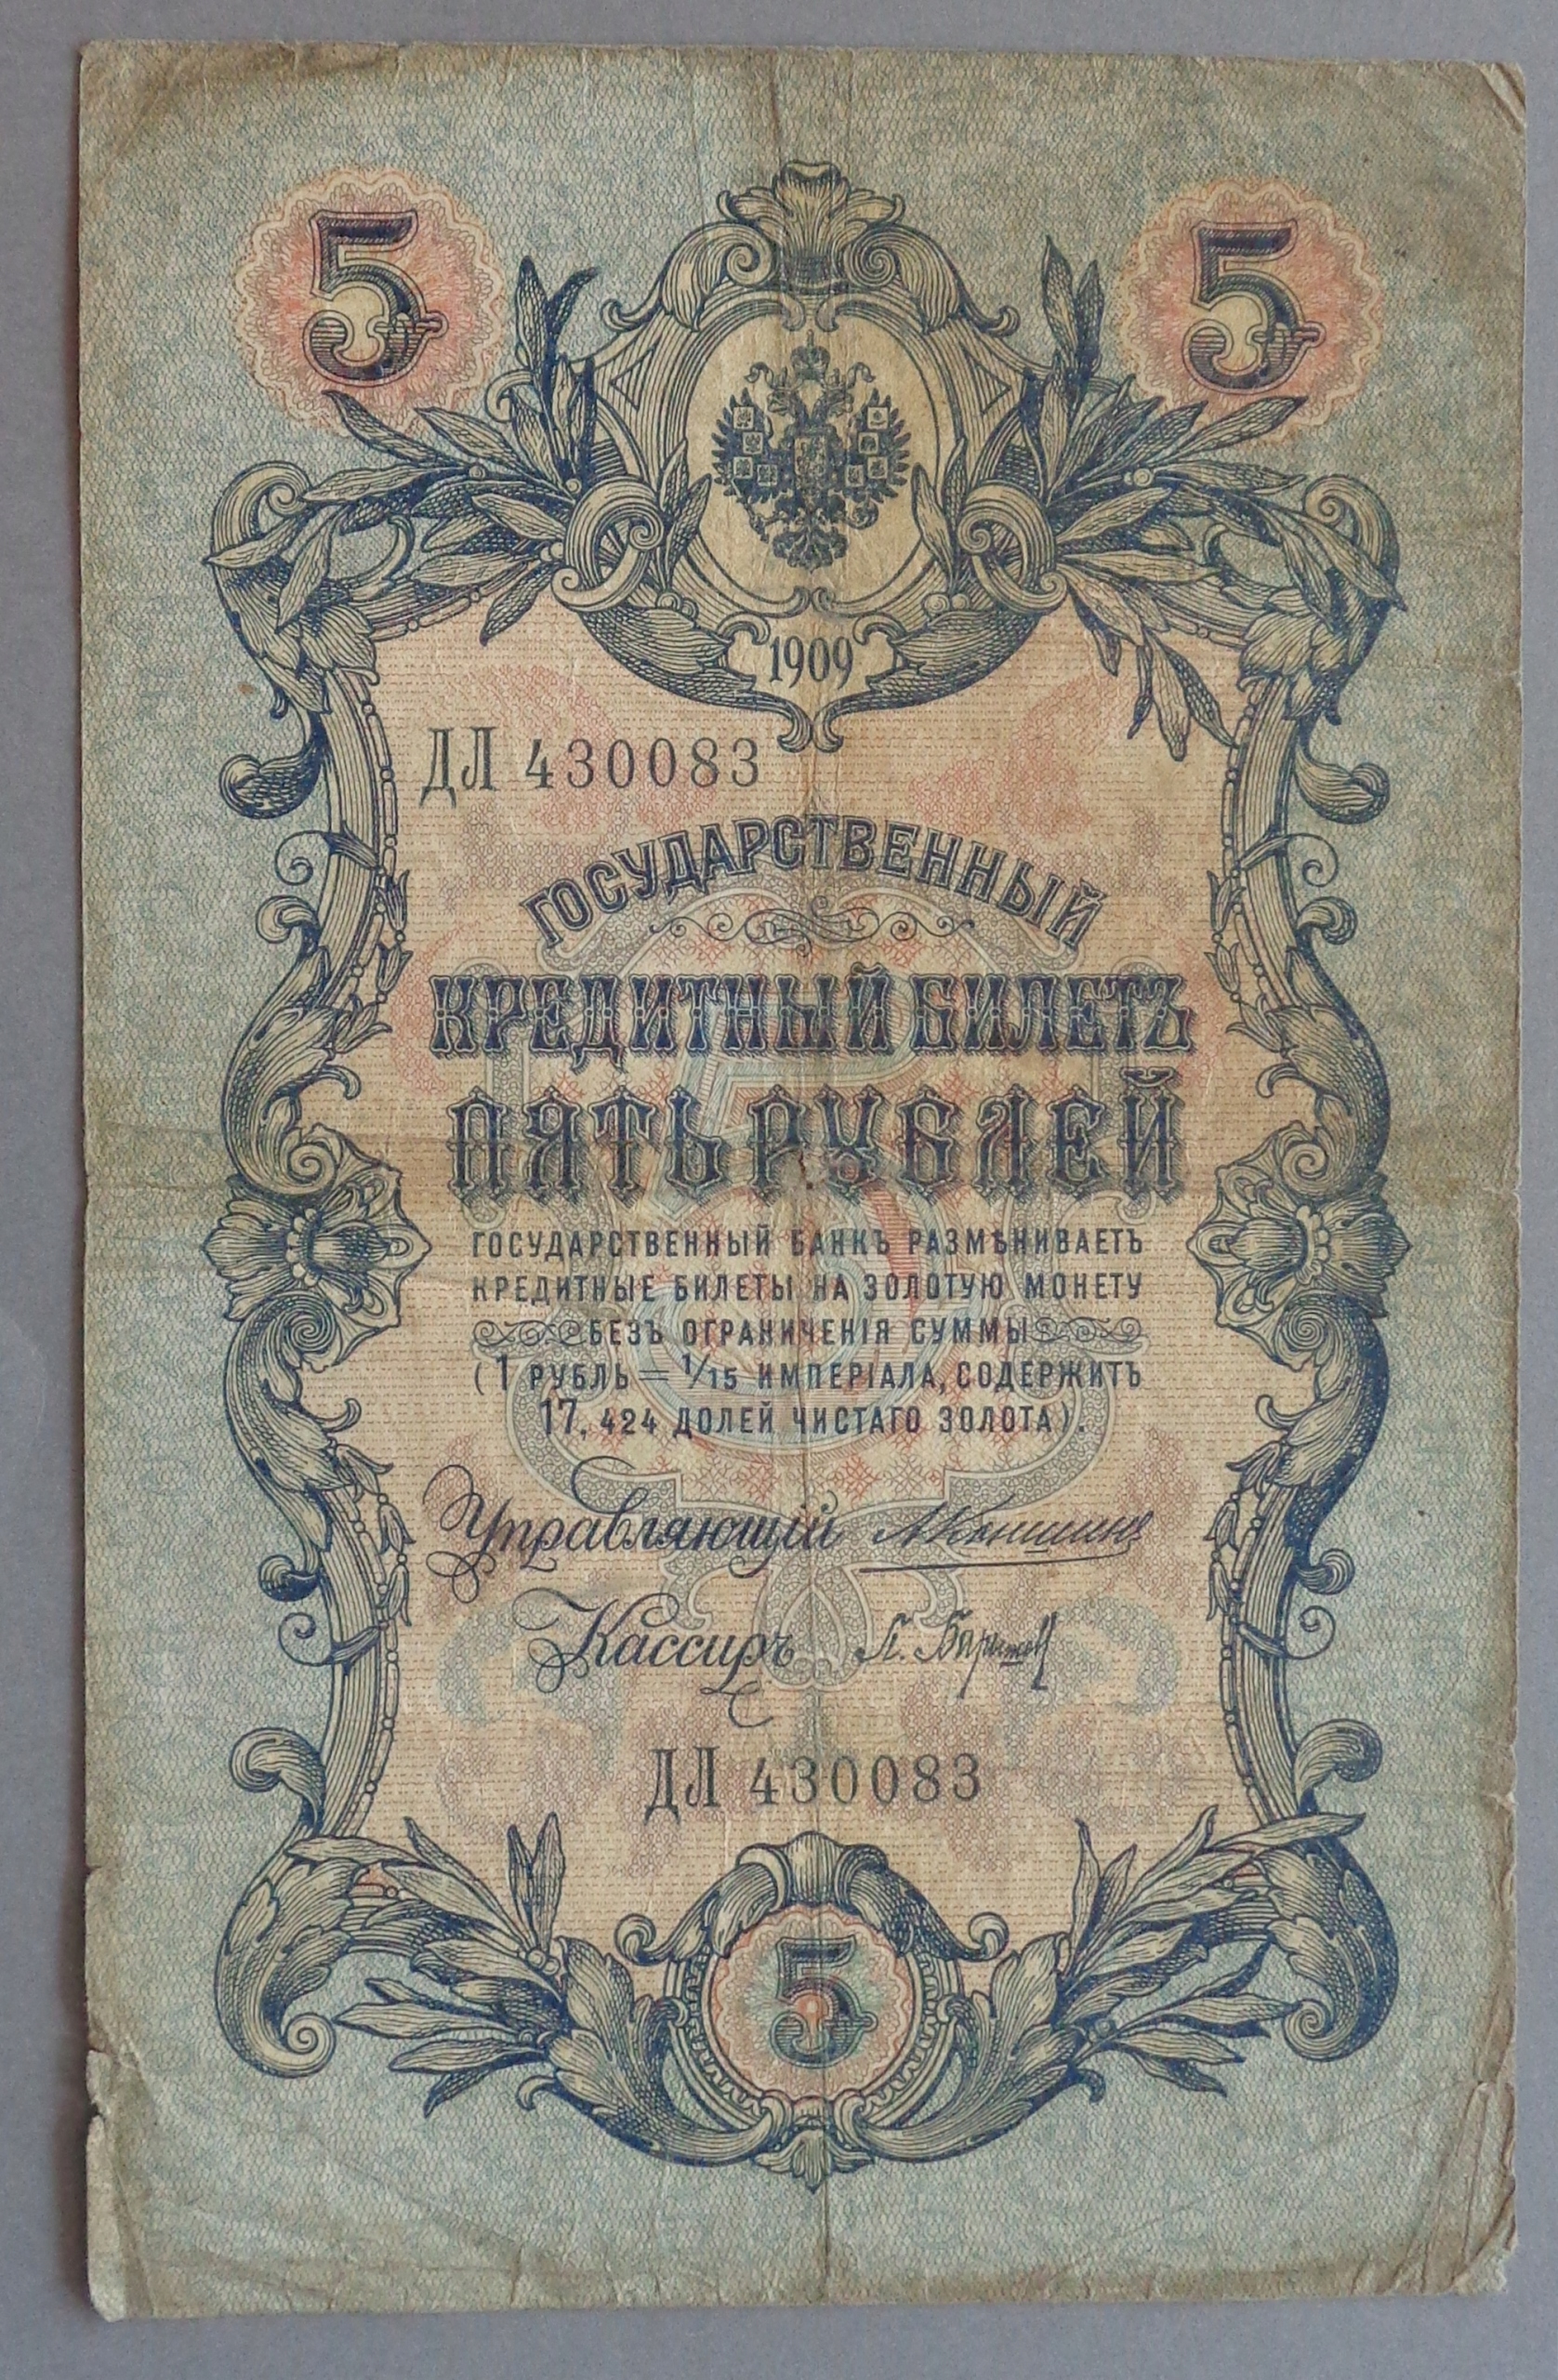 5 5
1909
ДЛ 430083
ГОСУДАРСТВЕННЫЙ
КРЕДИТНЫЙ БИЛЕТЪ
ПЯТЬ РУБЛЕЙ
ГОСУДАРСТВЕННЫЙ БАНКЪ РАЗМѢНИВАЕТЪ
КРЕДИТНЫЕ БИЛЕТЫ НА ЗОЛОТУЮ МОНЕТУ
БЕЗЪ ОГРАНИЧЕНІЯ СУММЫ
(1 РУБЛЬ = 1/15 ИМПЕРІАЛА, СОДЕРЖИТЪ
17, 424 ДОЛЕЙ ЧИСТАГО ЗОЛОТА).
Управляющій АКоншинъ
Кассиръ
ДЛ 430083
5